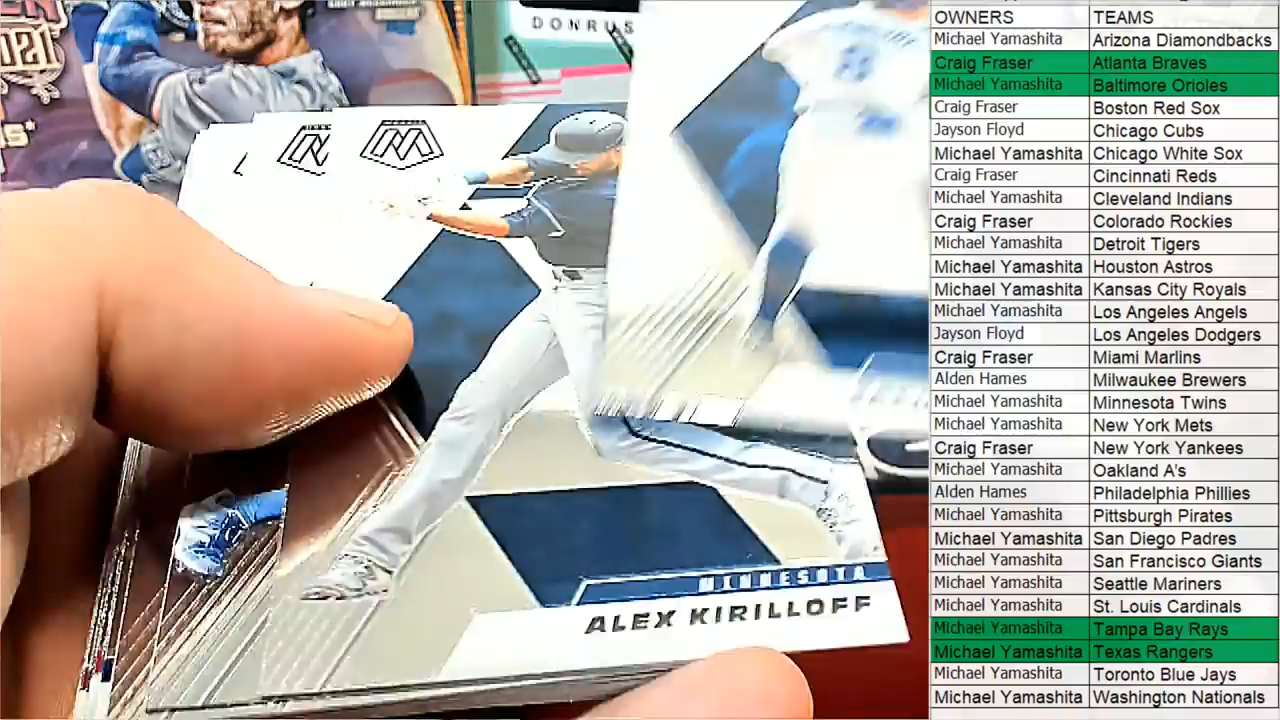 2021
DONRUS
MINNESOTA
ALEX KIRILLOFF
OWNERS TEAMS
Michael Yamashita Arizona Diamondbacks
Craig Fraser Atlanta Braves
Michael Yamashita Baltimore Orioles
Craig Fraser Boston Red Sox
Jayson Floyd Chicago Cubs
Michael Yamashita Chicago White Sox
Craig Fraser Cincinnati Reds
Michael Yamashita Cleveland Indians
Craig Fraser Colorado Rockies
Michael Yamashita Detroit Tigers
Michael Yamashita Houston Astros
Michael Yamashita Kansas City Royals
Michael Yamashita Los Angeles Angels
Jayson Floyd Los Angeles Dodgers
Craig Fraser Miami Marlins
Alden Hames Milwaukee Brewers
Michael Yamashita Minnesota Twins
Michael Yamashita New York Mets
Craig Fraser New York Yankees
Michael Yamashita Oakland A's
Alden Hames Philadelphia Phillies
Michael Yamashita Pittsburgh Pirates
Michael Yamashita San Diego Padres
Michael Yamashita San Francisco Giants
Michael Yamashita Seattle Mariners
Michael Yamashita St. Louis Cardinals
Michael Yamashita Tampa Bay Rays
Michael Yamashita Texas Rangers
Michael Yamashita Toronto Blue Jays
Michael Yamashita Washington Nationals